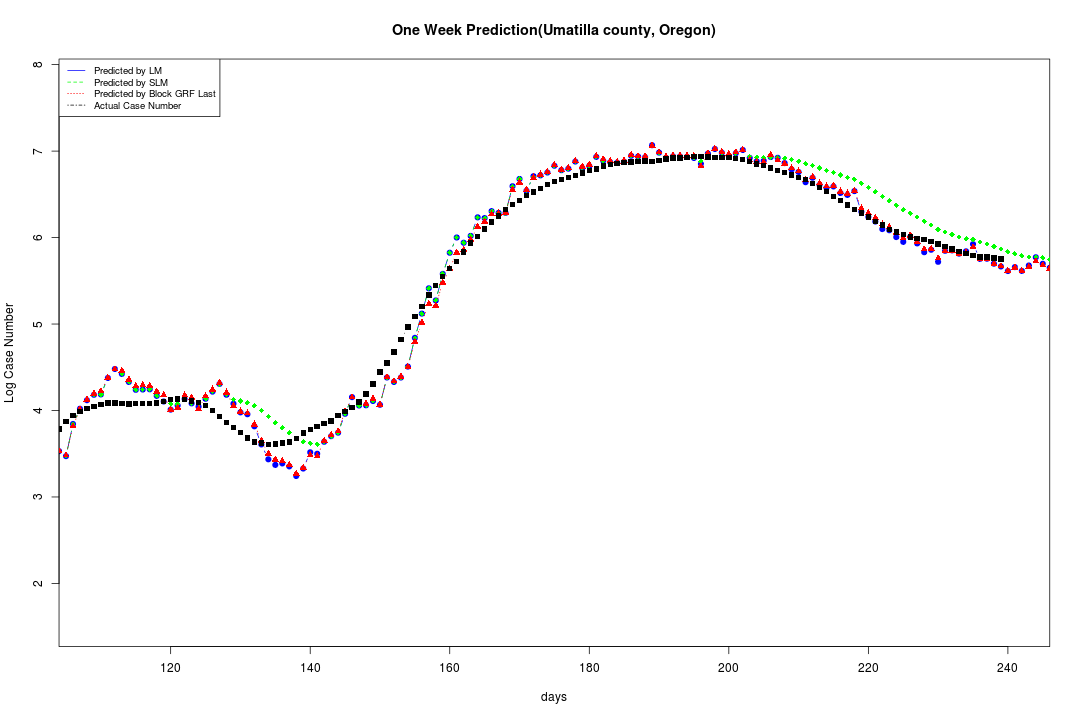 One Week Prediction(Umatilla county, Oregon)
Predicted by LM
Predicted by SLM
Predicted by Block GRF Last
Actual Case Number
Log Case Number
8
7
6
5
4
3
2
120 140 160 180 200 220 240
days